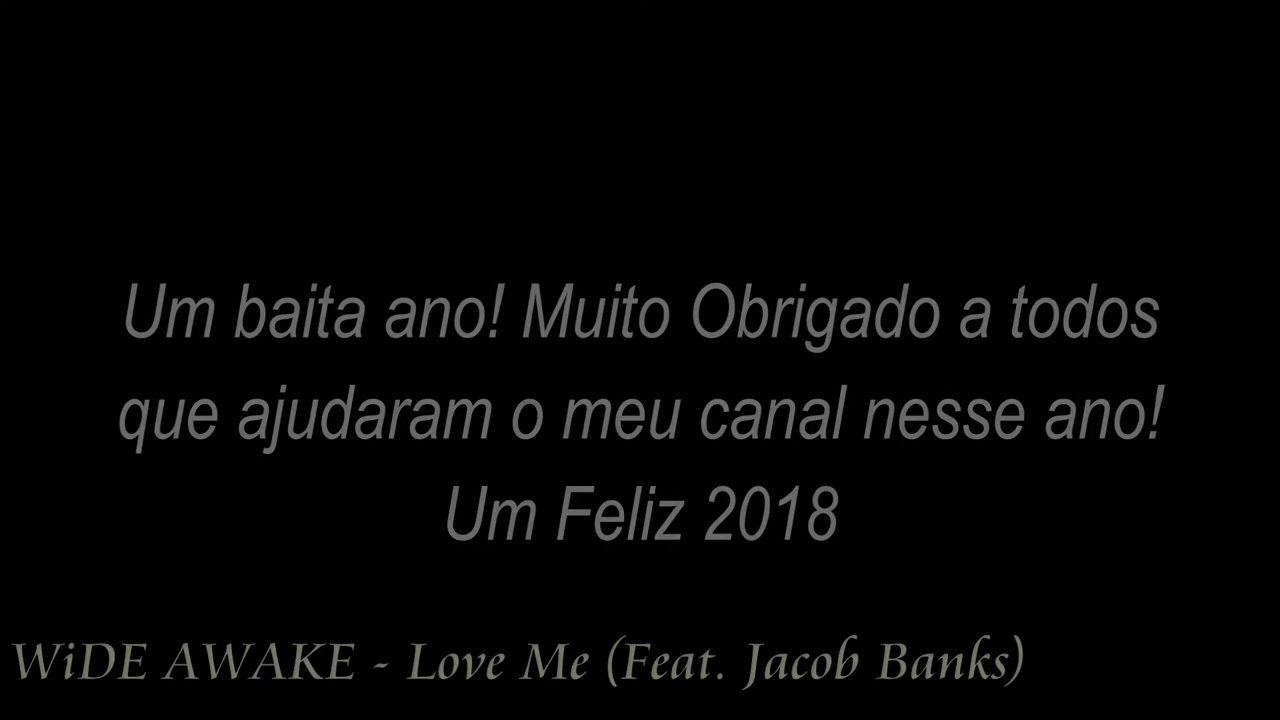 Um baita ano! Muito Obrigado a todos
que ajudaram o meu canal nesse ano!
Um Feliz 2018
WiDE AWAKE - Love Me (Feat. Jacob Banks)